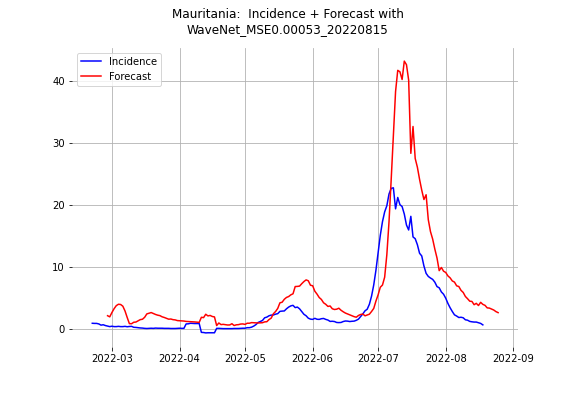 Mauritania:  Incidence + Forecast with
WaveNet_MSE0.00053_20220815
Incidence
Forecast
40
30
20
10
0
2022-03 2022-04 2022-05 2022-06 2022-07 2022-08 2022-09